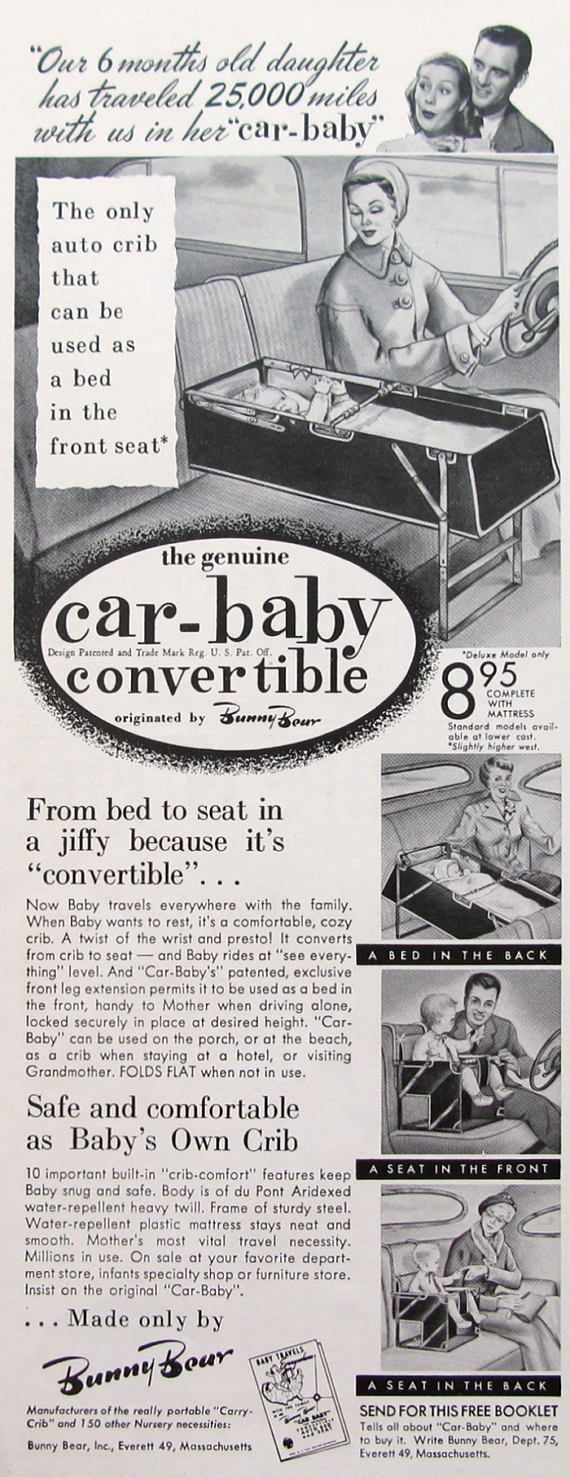 "Our 6 months old daughter
has traveled 25,000 miles
with us in her "car-baby"
The only
auto crib
that
can be
used as
a bed
in the
front seat*
the genuine
car-baby
Design Patented and Trade Mark Reg. U. S. Pat. Off.
convertible
originated by Bunny Bear
*Deluxe Model only
8 95
COMPLETE
WITH
MATTRESS
Standard models avail-
able at lower cost.
*Slightly higher west.
From bed to seat in
a jiffy because it's
"convertible". . .
Now Baby travels everywhere with the family.
When Baby wants to rest, it's a comfortable, cozy
crib. A twist of the wrist and presto! It converts
from crib to seat — and Baby rides at "see every-
thing" level. And "Car-Baby's" patented, exclusive
front leg extension permits it to be used as a bed in
the front, handy to Mother when driving alone,
locked securely in place at desired height. "Car-
Baby" can be used on the porch, or at the beach,
as a crib when staying at a hotel, or visiting
Grandmother. FOLDS FLAT when not in use.
A BED IN THE BACK
A SEAT IN THE FRONT
Safe and comfortable
as Baby's Own Crib
10 important built-in "crib-comfort" features keep
Baby snug and safe. Body is of du Pont Aridexed
water-repellent heavy twill. Frame of sturdy steel.
Water-repellent plastic mattress stays neat and
smooth. Mother's most vital travel necessity.
Millions in use. On sale at your favorite depart-
ment store, infants specialty shop or furniture store.
Insist on the original "Car-Baby".
. . . Made only by
Bunny Bear
Manufacturers of the really portable "Carry-
Crib" and 150 other Nursery necessities:
Bunny Bear, Inc., Everett 49, Massachusetts
BABY TRAVELS
CAR BABY
A SEAT IN THE BACK
SEND FOR THIS FREE BOOKLET
Tells all about "Car-Baby" and where
to buy it. Write Bunny Bear, Dept. 75,
Everett 49, Massachusetts.